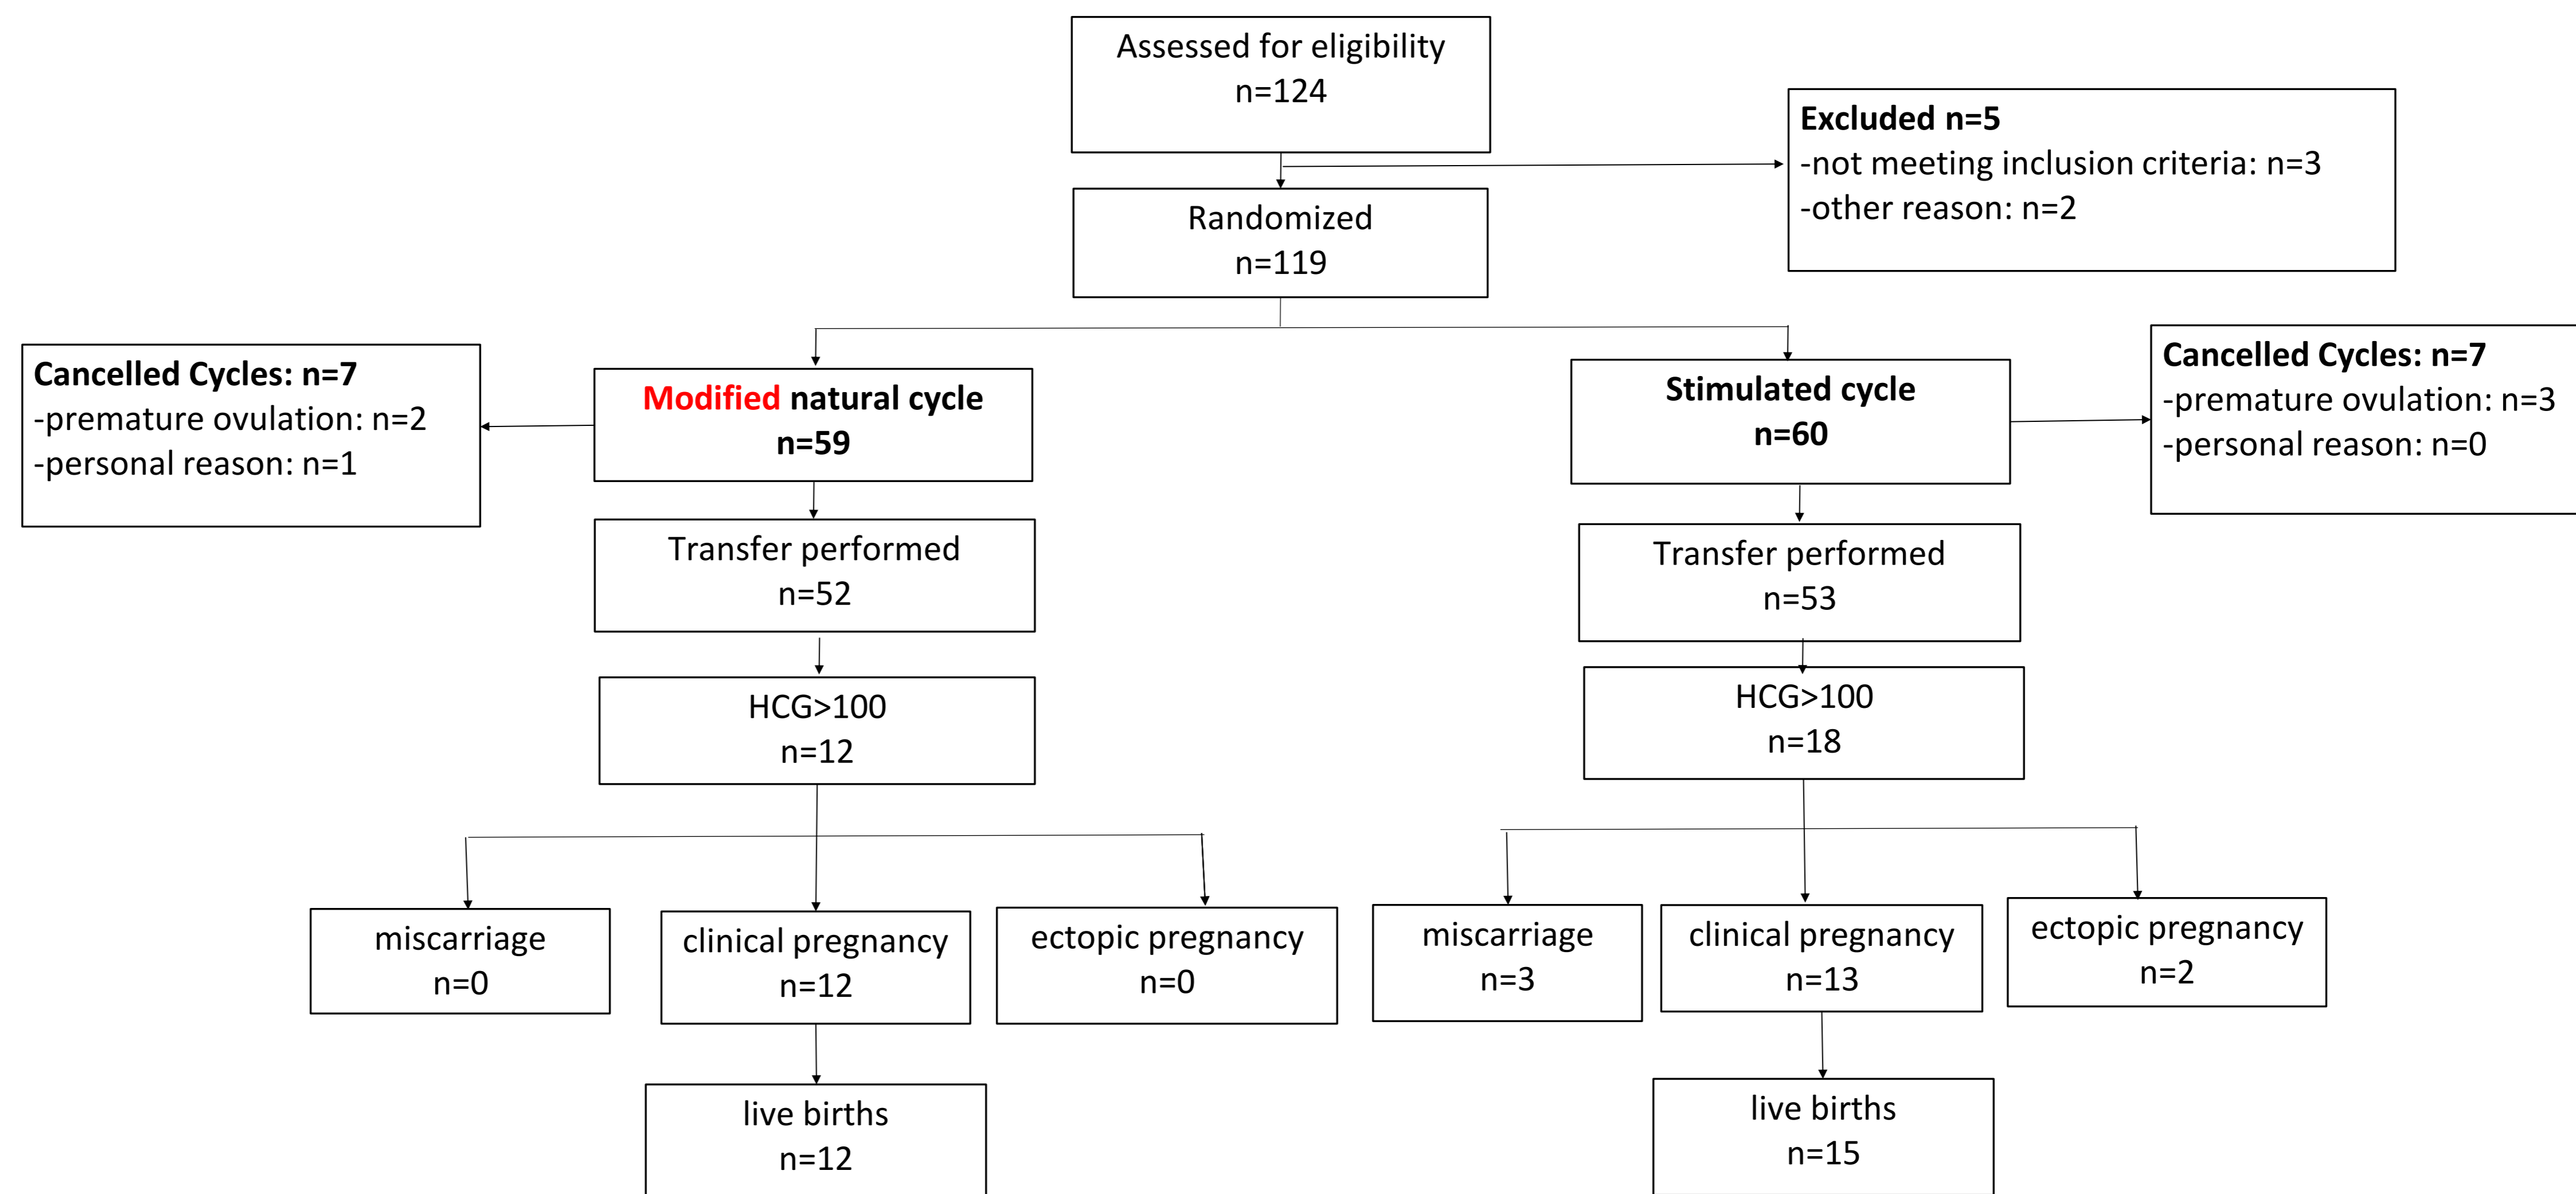 Assessed for eligibility
n=124
Excluded n=5
-not meeting inclusion criteria: n=3
-other reason: n=2
Randomized
n=119
Cancelled Cycles: n=7
-premature ovulation: n=2
-personal reason: n=1
Modified natural cycle
n=59
Stimulated cycle
n=60
Cancelled Cycles: n=7
-premature ovulation: n=3
-personal reason: n=0
Transfer performed
n=52
Transfer performed
n=53
HCG>100
n=12
HCG>100
n=18
miscarriage
n=0
clinical pregnancy
n=12
ectopic pregnancy
n=0
miscarriage
n=3
clinical pregnancy
n=13
ectopic pregnancy
n=2
live births
n=12
live births
n=15